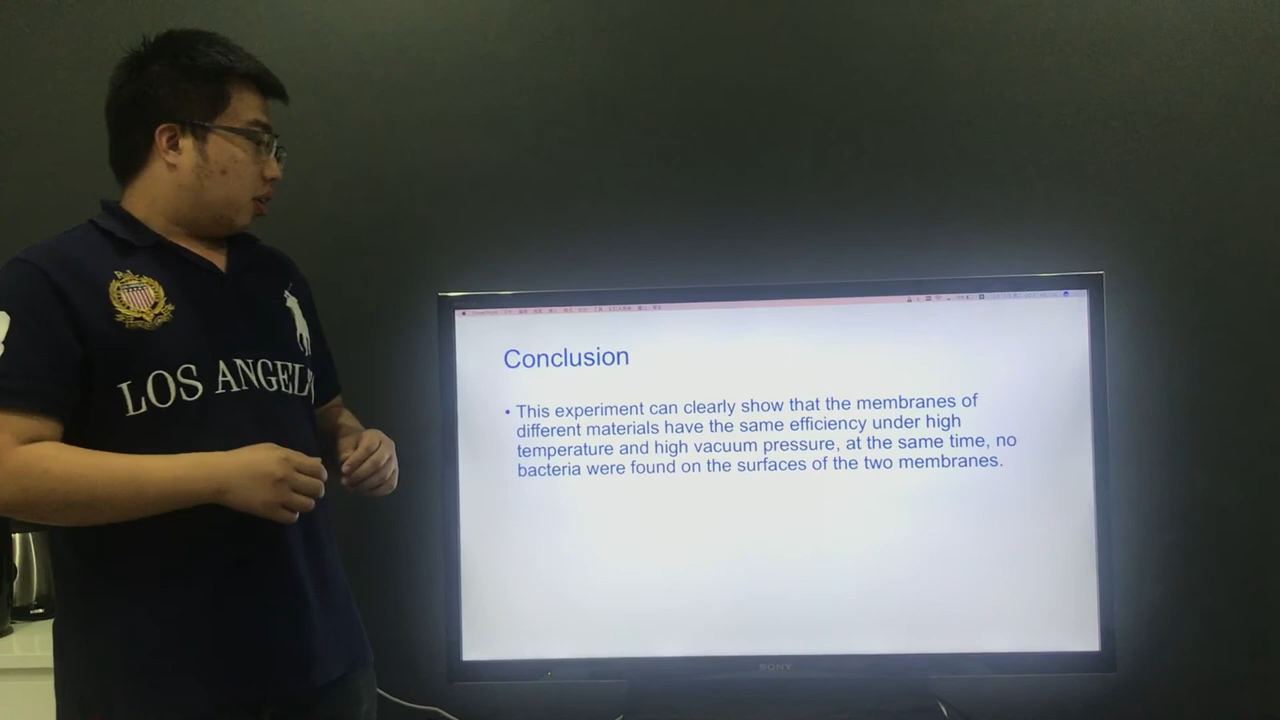 Conclusion
• This experiment can clearly show that the membranes of
different materials have the same efficiency under high
temperature and high vacuum pressure, at the same time, no
bacteria were found on the surfaces of the two membranes.
LOS ANGEL
SONY